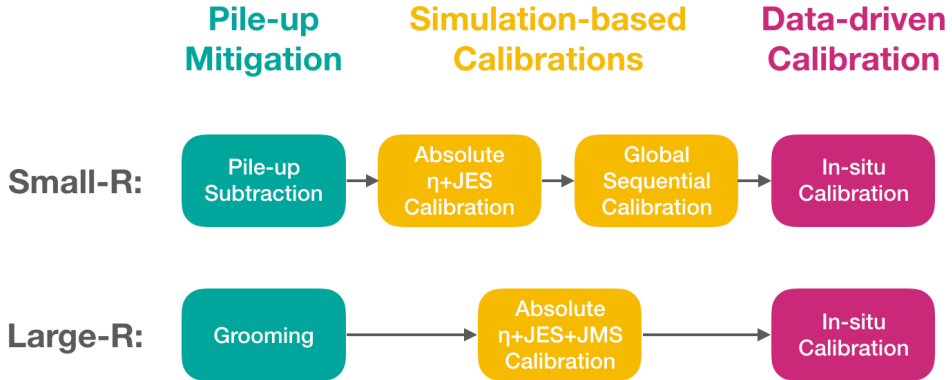 Pile-up
Mitigation
Simulation-based
Calibrations
Data-driven
Calibration
Small-R:
Pile-up
Subtraction
Absolute
η+JES
Calibration
Global
Sequential
Calibration
In-situ
Calibration
Large-R:
Grooming
Absolute
η+JES+JMS
Calibration
In-situ
Calibration